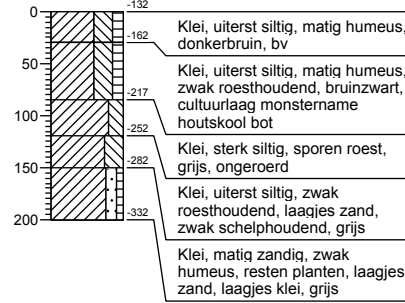 0
50
100
150
200
-132
-162
-217
-252
-282
-332
Klei, uiterst siltig, matig humeus,
donkerbruin, bv
Klei, uiterst siltig, matig humeus,
zwak roesthoudend, bruinzwart,
cultuurlaag monstername
houtskool bot
Klei, sterk siltig, sporen roest,
grijs, ongeroerd
Klei, uiterst siltig, zwak
roesthoudend, laagjes zand,
zwak schelphoudend, grijs
Klei, matig zandig, zwak
humeus, resten planten, laagjes
zand, laagjes klei, grijs